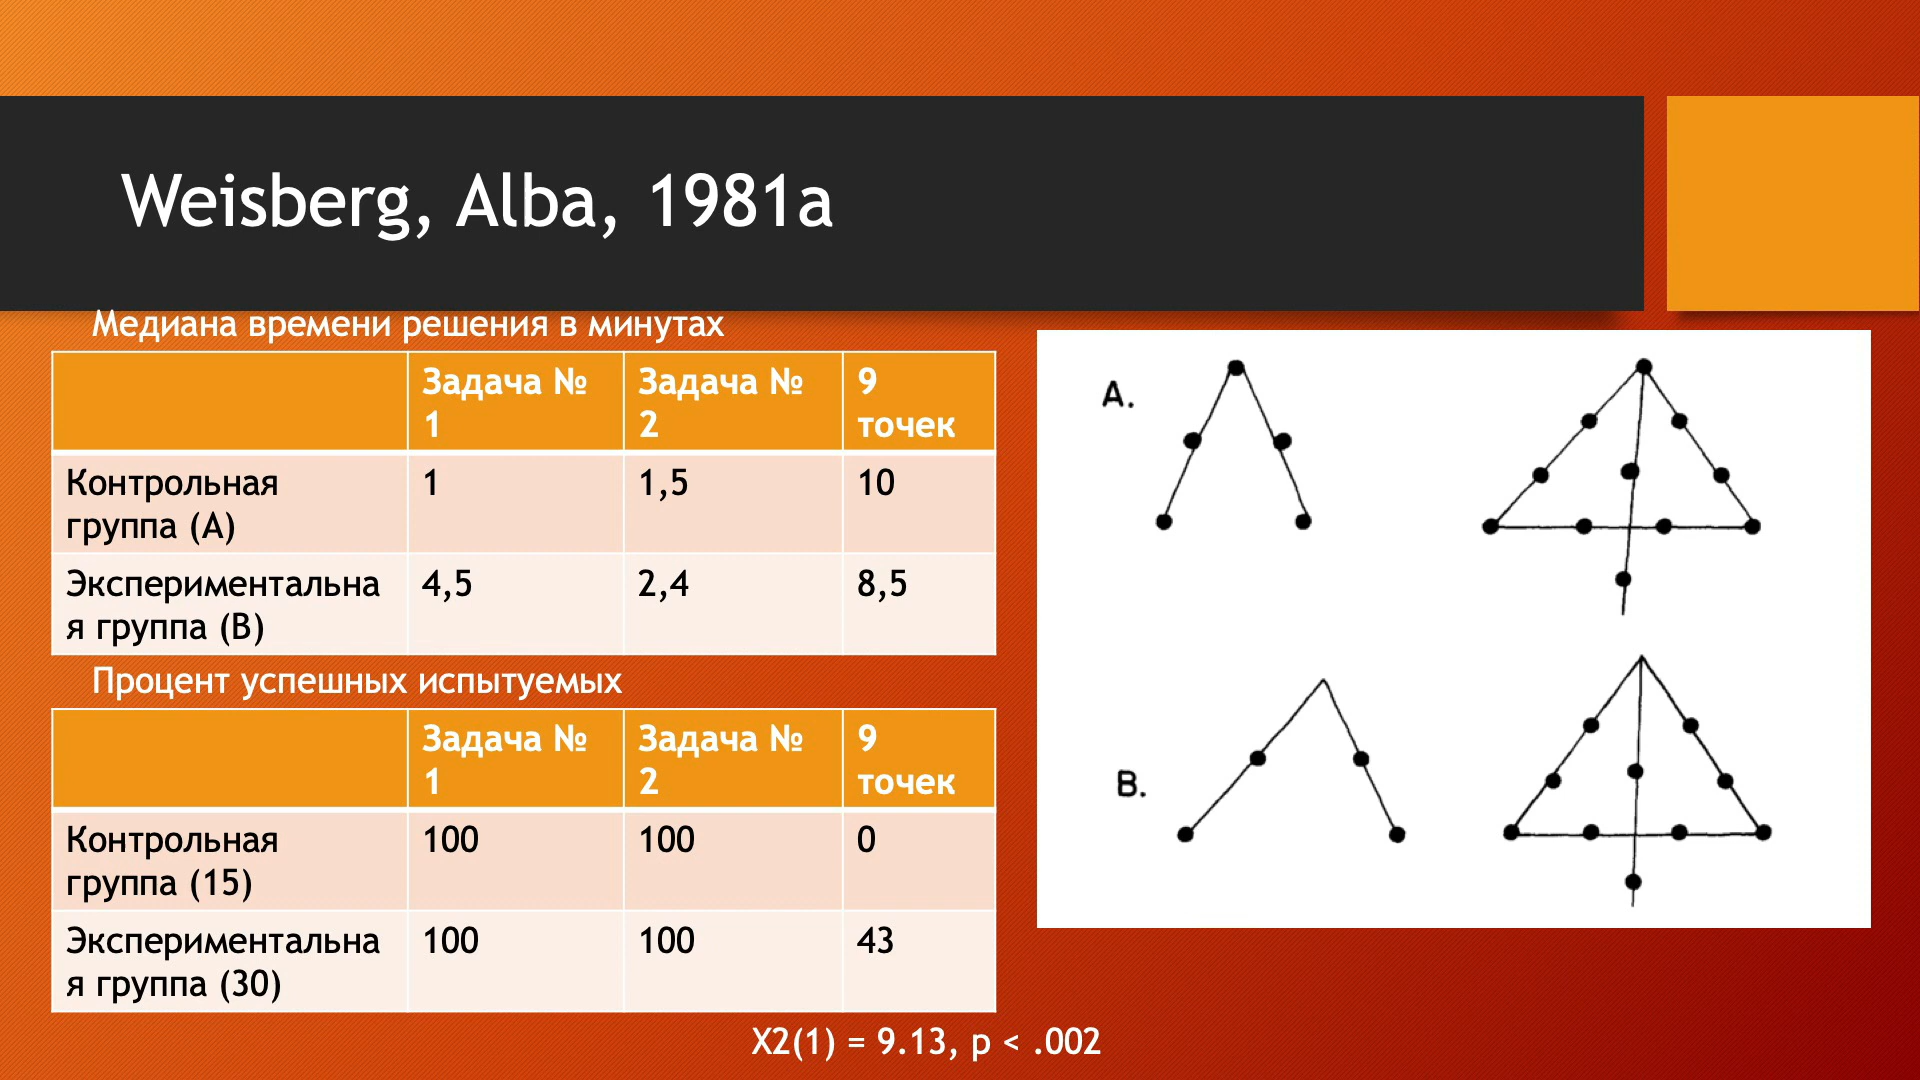 Weisberg, Alba, 1981a
Медиана времени решения в минутах
Задача № Задача № 9
1 2 точек
Контрольная 1 1,5 10
группа (А)
Экспериментальна 4,5 2,4 8,5
я группа (В)
Процент успешных испытуемых
Задача № Задача № 9
1 2 точек
Контрольная 100 100 0
группа (15)
Экспериментальна 100 100 43
я группа (30)
X2(1) = 9.13, p < .002
A.
B.